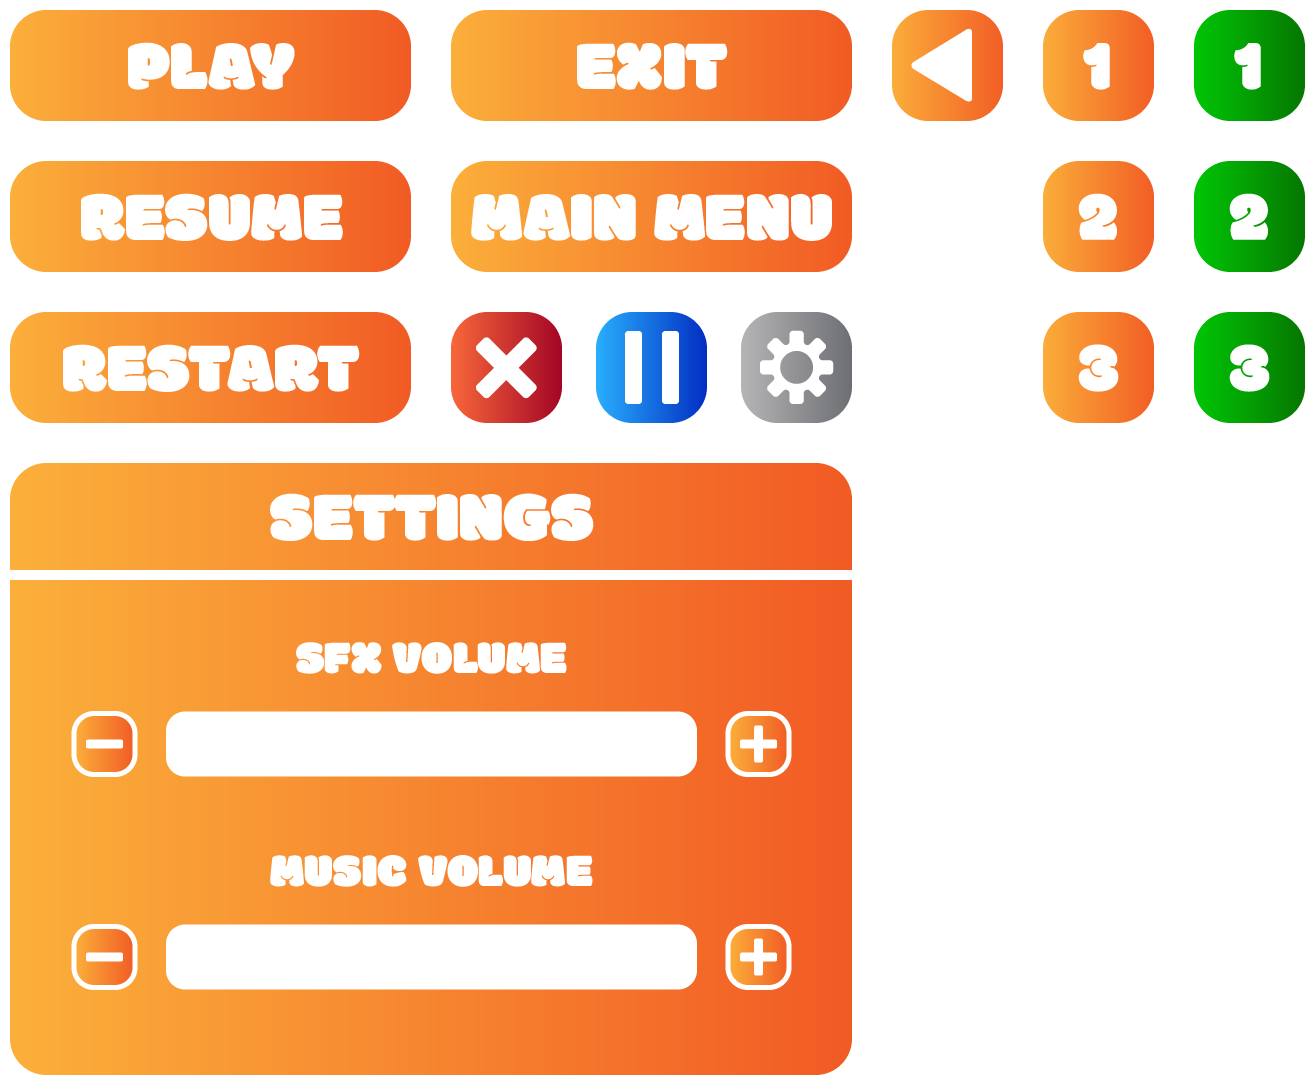 PLAY
EXIT
1
1
RESUME
MAIN MENU
2
2
RESTART
3
3
SETTINGS
SFX VOLUME
MUSIC VOLUME